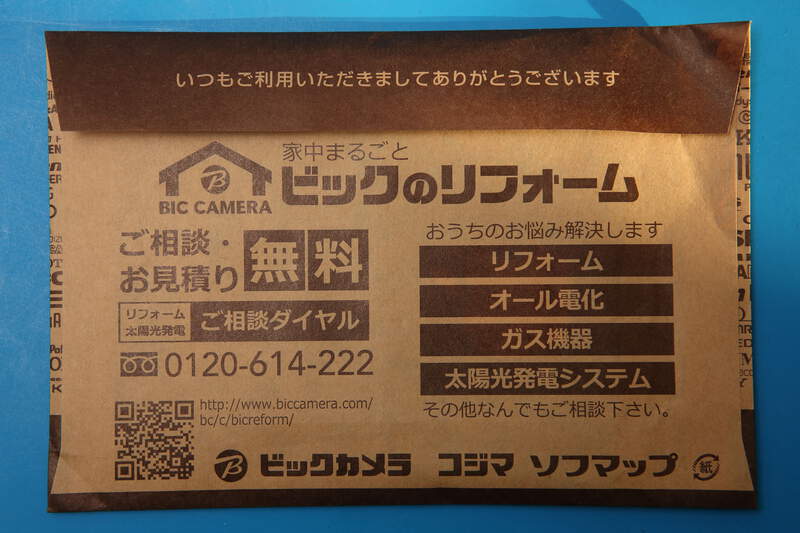 いつもご利用いただきましてありがとうございます
家中まるごと
ビックのリフォーム
BIC CAMERA
ご相談・
お見積り
無料
リフォーム
太陽光発電
ご相談ダイヤル
0120-614-222
http://www.biccamera.com/
bc/c/bicreform/
おうちのお悩み解決します
リフォーム
オール電化
ガス機器
太陽光発電システム
その他なんでもご相談下さい。
B ビックカメラ コジマ ソフマップ 紙